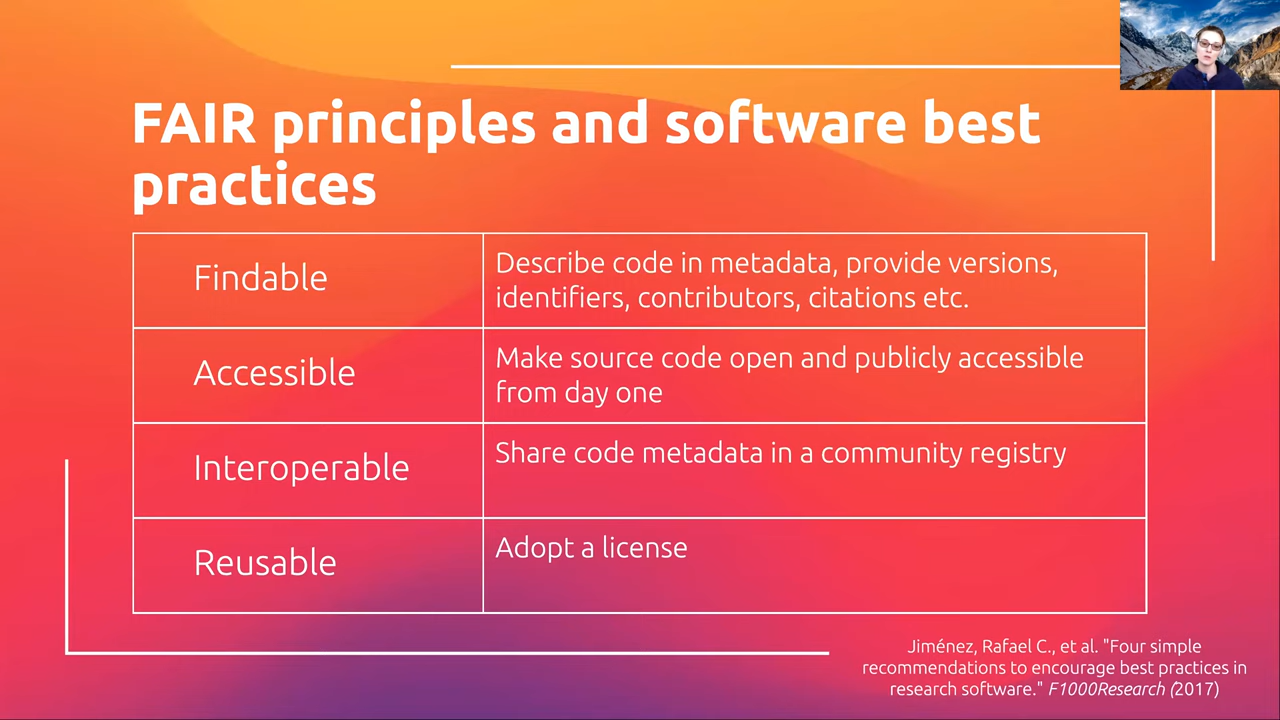 FAIR principles and software best
practices
Findable
Describe code in metadata, provide versions,
identifiers, contributors, citations etc.
Accessible
Make source code open and publicly accessible
from day one
Interoperable
Share code metadata in a community registry
Reusable
Adopt a license
Jiménez, Rafael C., et al. "Four simple
recommendations to encourage best practices in
research software." F1000Research (2017)